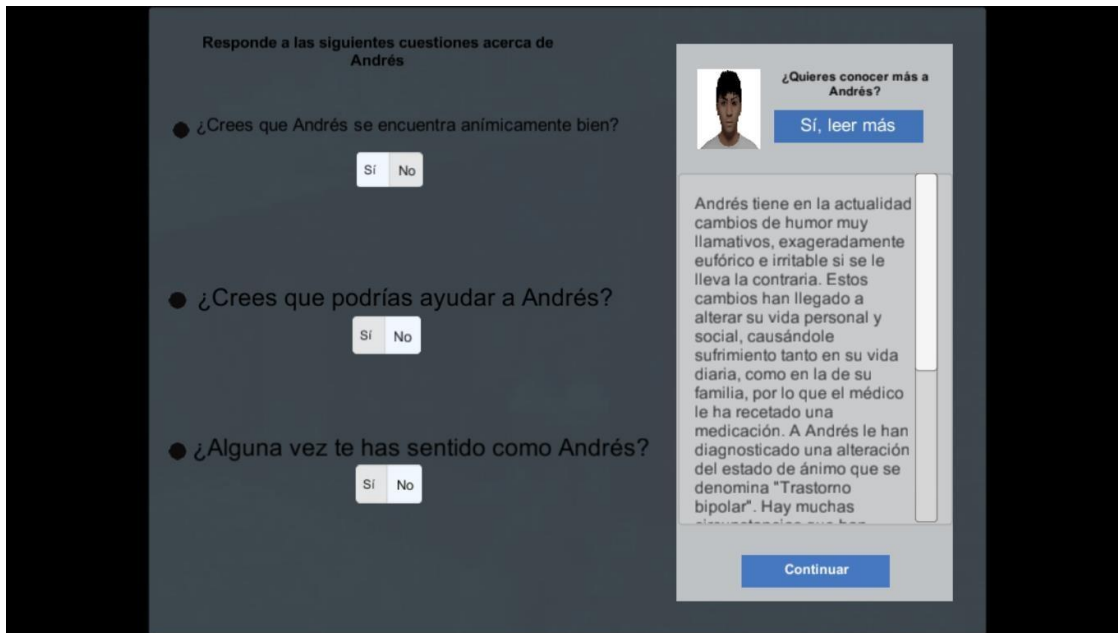 Responde a las siguientes cuestiones acerca de
Andrés
¿Crees que Andrés se encuentra anímicamente bien?
Sí No
¿Crees que podrías ayudar a Andrés?
Sí No
¿Alguna vez te has sentido como Andrés?
Sí No
¿Quieres conocer más a
Andrés?
Sí, leer más
Andrés tiene en la actualidad
cambios de humor muy
llamativos, exageradamente
eufórico e irritable si se le
lleva la contraria. Estos
cambios han llegado a
alterar su vida personal y
social, causándole
sufrimiento tanto en su vida
diaria, como en la de su
familia, por lo que el médico
le ha recetado una
medicación. A Andrés le han
diagnosticado una alteración
del estado de ánimo que se
denomina "Trastorno
bipolar". Hay muchas
Continuar